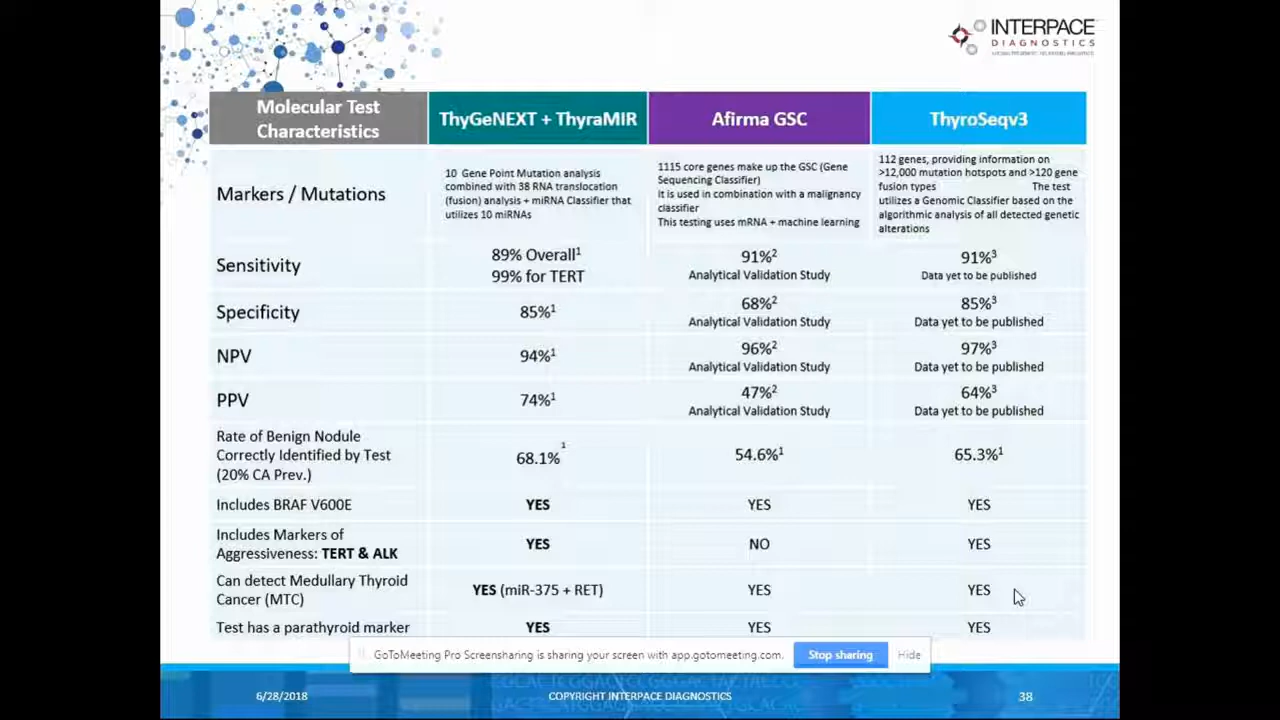 INTERPACE
DIAGNOSTICS
Molecular Test
Characteristics
ThyGeNEXT + ThyraMIR
Afirma GSC
ThyroSeqv3
Markers / Mutations
10 Gene Point Mutation analysis
combined with 38 RNA translocation
(fusion) analysis + miRNA Classifier that
utilizes 10 miRNAs
1115 core genes make up the GSC (Gene
Sequencing Classifier)
It is used in combination with a malignancy
classifier
This testing uses mRNA + machine learning
112 genes, providing information on
>12,000 mutation hotspots and >120 gene
fusion types The test
utilizes a Genomic Classifier based on the
algorithmic analysis of all detected genetic
alterations
Sensitivity
89% Overall¹
99% for TERT
91%²
Analytical Validation Study
91%³
Data yet to be published
Specificity
85%¹
68%²
Analytical Validation Study
85%³
Data yet to be published
NPV
94%¹
96%²
Analytical Validation Study
97%³
Data yet to be published
PPV
74%¹
47%²
Analytical Validation Study
64%³
Data yet to be published
Rate of Benign Nodule
Correctly Identified by Test
(20% CA Prev.)
68.1%¹
54.6%¹
65.3%¹
Includes BRAF V600E
YES
YES
YES
Includes Markers of
Aggressiveness: TERT & ALK
YES
NO
YES
Can detect Medullary Thyroid
Cancer (MTC)
YES (miR-375 + RET)
YES
YES
Test has a parathyroid marker
YES
YES
YES
GoToMeeting Pro Screensharing is sharing your screen with app.gotomeeting.com.
Stop sharing
Hide
6/28/2018
COPYRIGHT INTERPACE DIAGNOSTICS
38